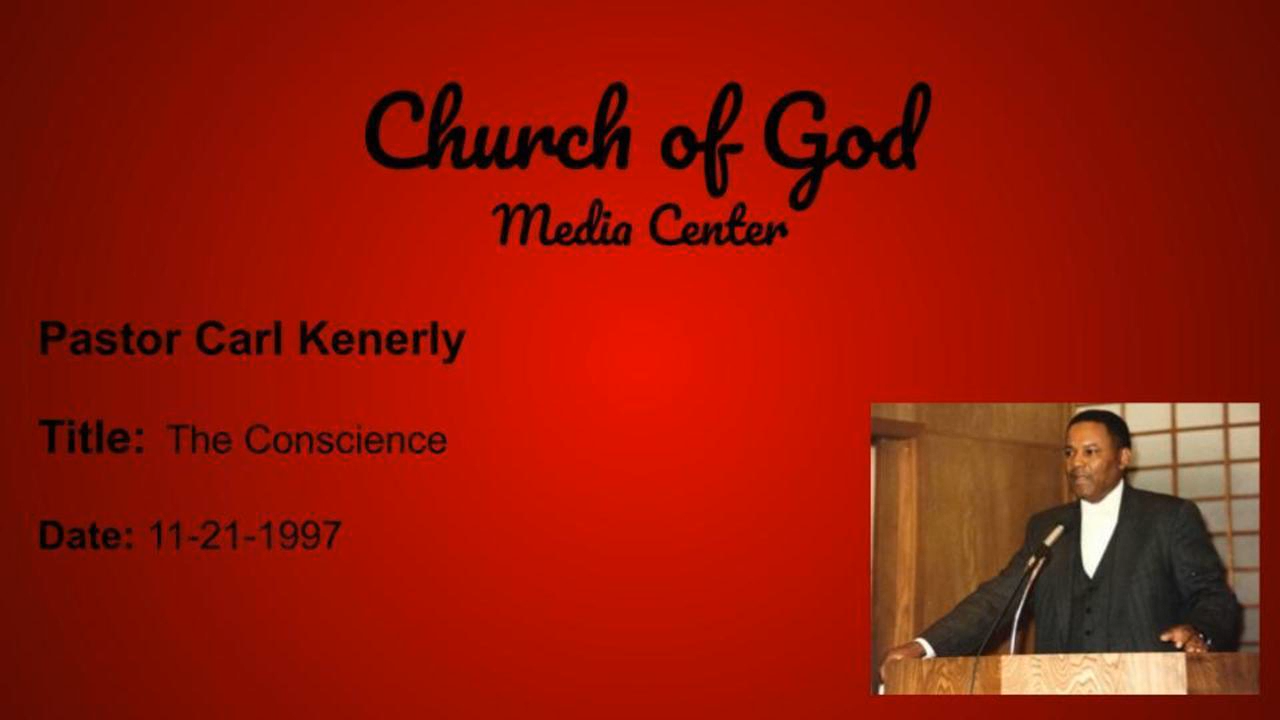 Church of God
Media Center
Pastor Carl Kenerly
Title: The Conscience
Date: 11-21-1997